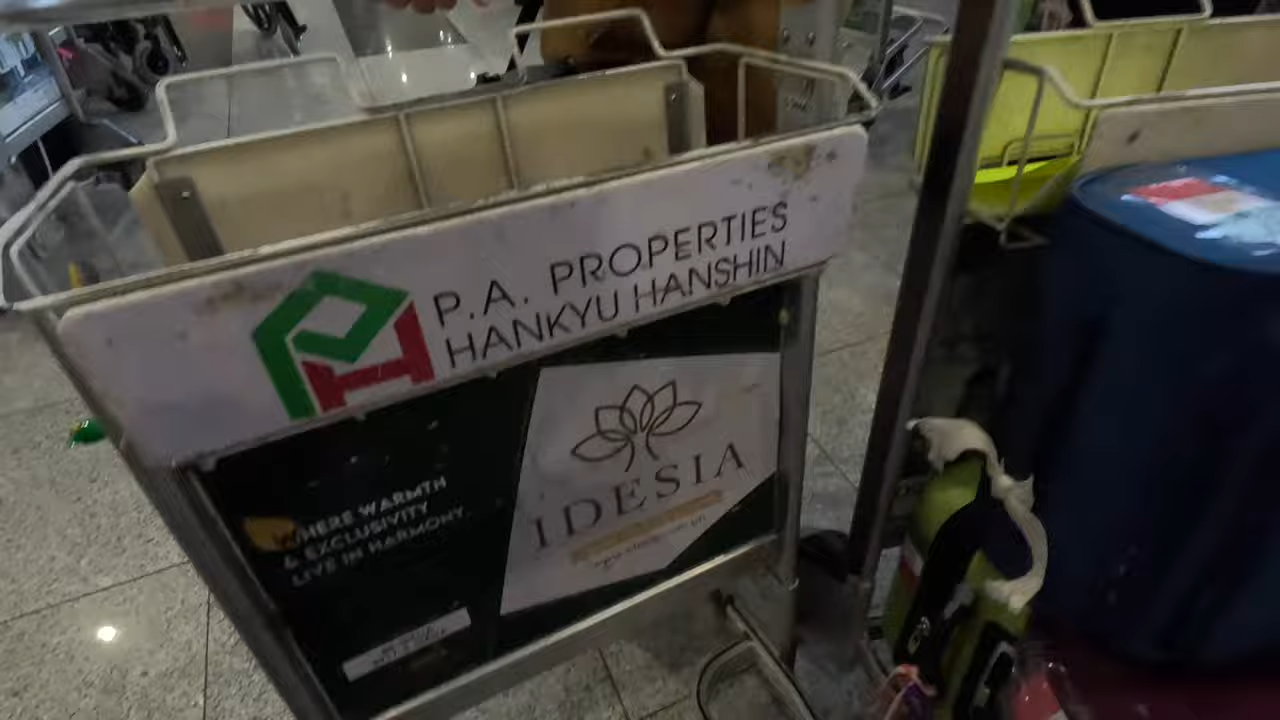 P.A. PROPERTIES
HANKYU HANSHIN
IDESIA
WHERE WARMTH
& EXCLUSIVITY
LIVE IN HARMONY.